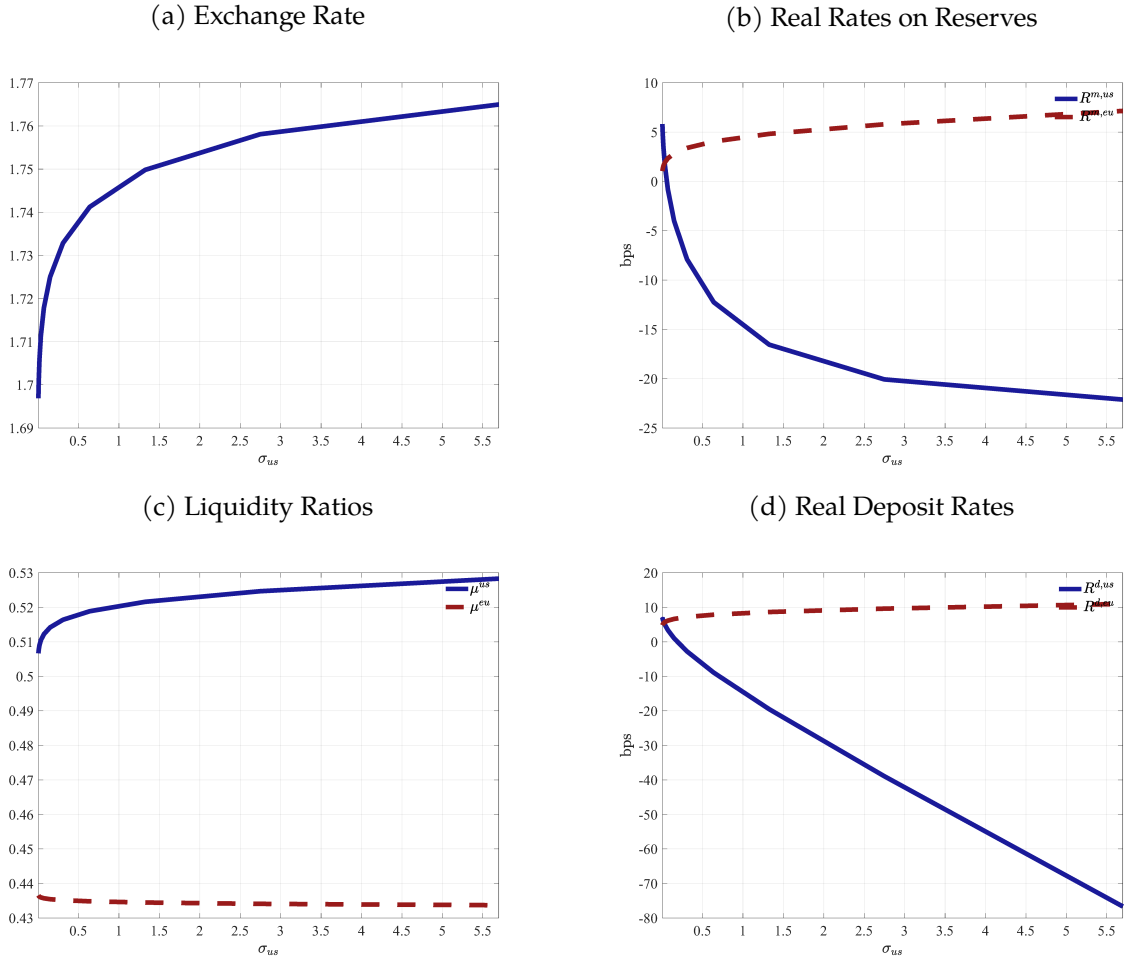 (a) Exchange Rate
1.77
1.76
1.75
1.74
1.73
1.72
1.71
1.7
1.69
0.5 1 1.5 2 2.5 3 3.5 4 4.5 5 5.5
σus
(b) Real Rates on Reserves
10
5
0
-5
-10
-15
-20
-25
bps
R^m,us
R^m,eu
0.5 1 1.5 2 2.5 3 3.5 4 4.5 5 5.5
σus
(c) Liquidity Ratios
0.53
0.52
0.51
0.5
0.49
0.48
0.47
0.46
0.45
0.44
0.43
μ^us
μ^eu
0.5 1 1.5 2 2.5 3 3.5 4 4.5 5 5.5
σus
(d) Real Deposit Rates
20
10
0
-10
-20
-30
-40
-50
-60
-70
-80
bps
R^d,us
R^d,eu
0.5 1 1.5 2 2.5 3 3.5 4 4.5 5 5.5
σus